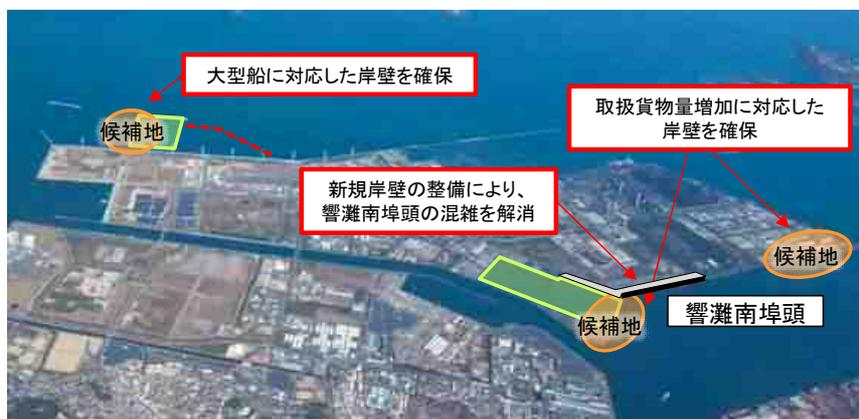 大型船に対応した岸壁を確保
候補地
取扱貨物量増加に対応した
岸壁を確保
新規岸壁の整備により、
響灘南埠頭の混雑を解消
候補地
候補地
響灘南埠頭